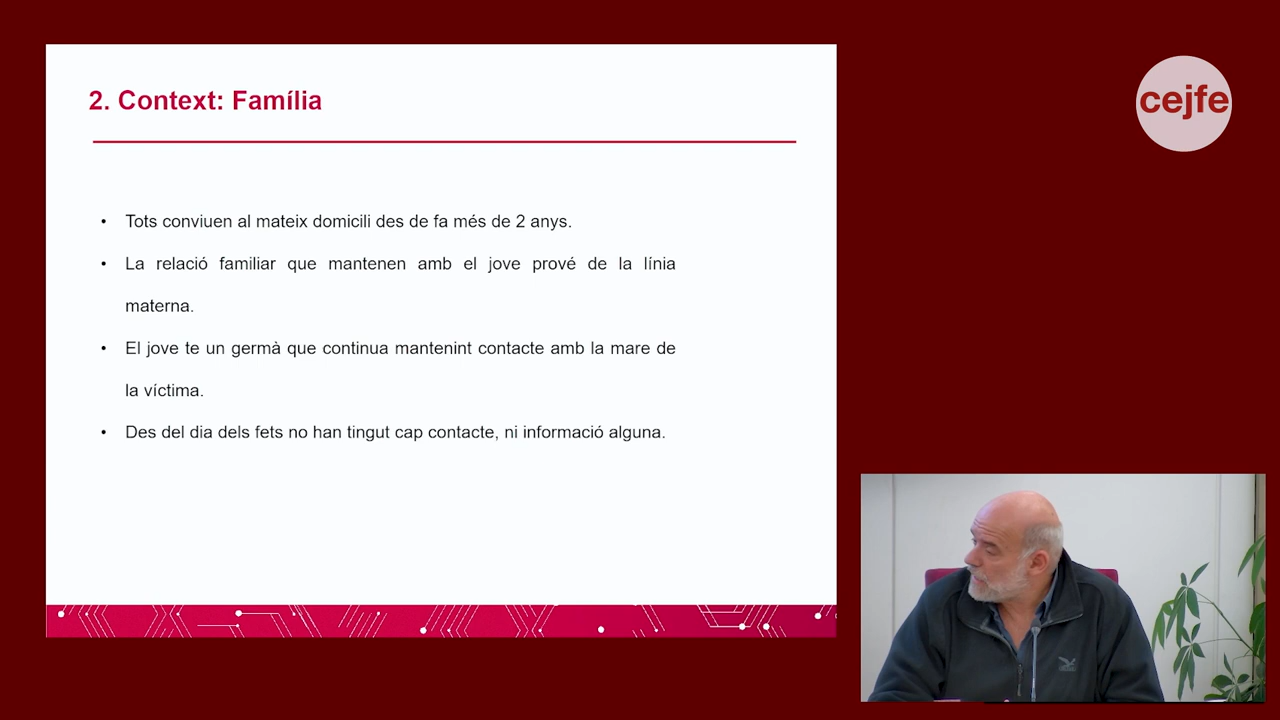 2. Context: Família
cejfe
• Tots conviuen al mateix domicili des de fa més de 2 anys.
• La relació familiar que mantenen amb el jove prové de la línia
materna.
• El jove te un germà que continua mantenint contacte amb la mare de
la víctima.
• Des del dia dels fets no han tingut cap contacte, ni informació alguna.